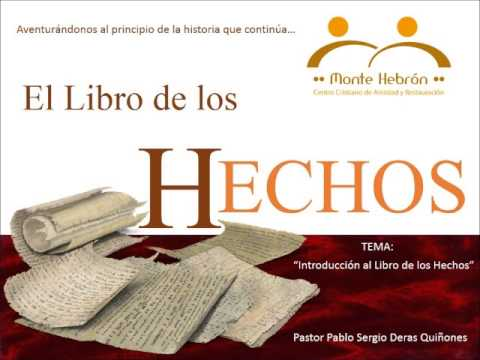 Aventurándonos al principio de la historia que continúa...
•• Monte Hebrón ••
Centro Cristiano de Amistad y Restauración
El Libro de los
HECHOS
TEMA:
“Introducción al Libro de los Hechos”
Pastor Pablo Sergio Deras Quiñones